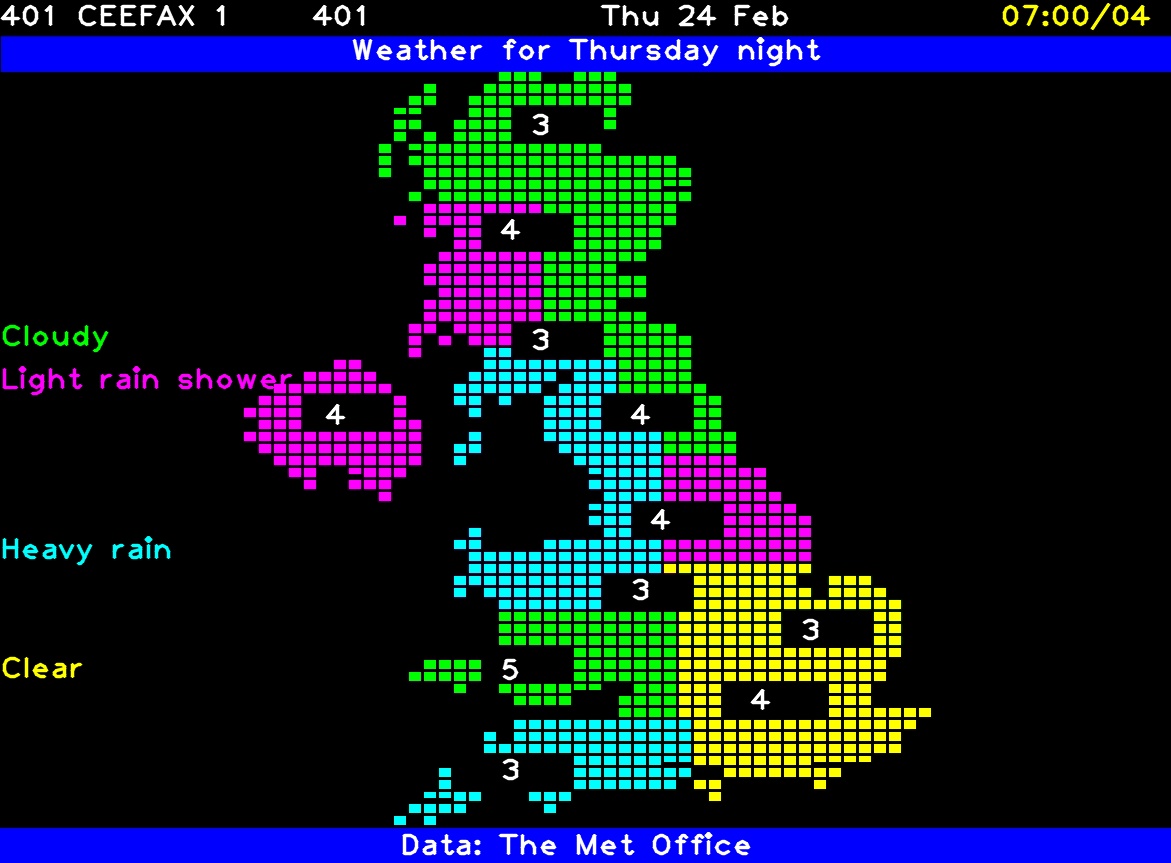 401 CEEFAX 1 401 Thu 24 Feb 07:00/04
Weather for Thursday night
3
4
Cloudy 3
Light rain shower
4 4
4
Heavy rain
3
3
Clear 5
4
3
Data: The Met Office